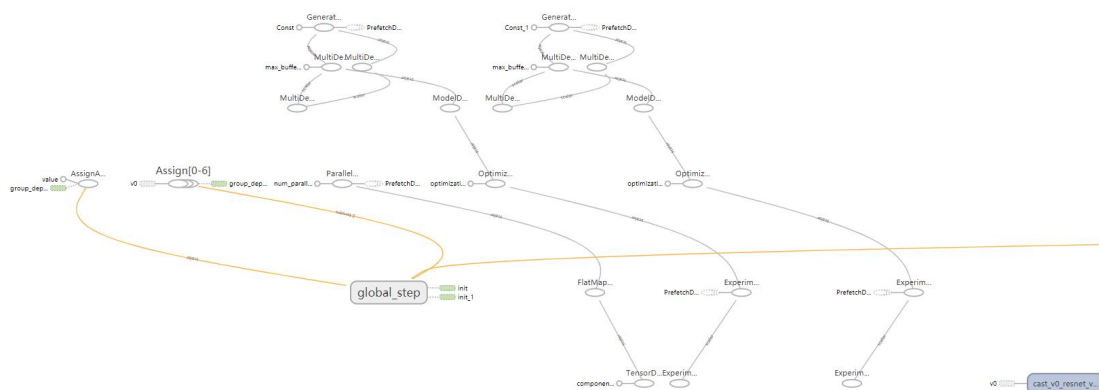 Generat...
Const
PrefetchD...
Generat...
Const_1
PrefetchD...
MultiDe...
MultiDe...
max_buffe...
MultiDe...
MultiDe...
max_buffe...
MultiDe...
ModelD...
MultiDe...
ModelD...
AssignA...
value
group_dep...
Assign[0-6]
v0
group_dep...
Parallel...
num_parall...
PrefetchD...
Optimiz...
optimizati...
Optimiz...
optimizati...
global_step
init
init_1
FlatMap...
Experim...
PrefetchD...
Experim...
PrefetchD...
TensorD...
componen...
Experim...
Experim...
v0
cast_v0_resnet_v...